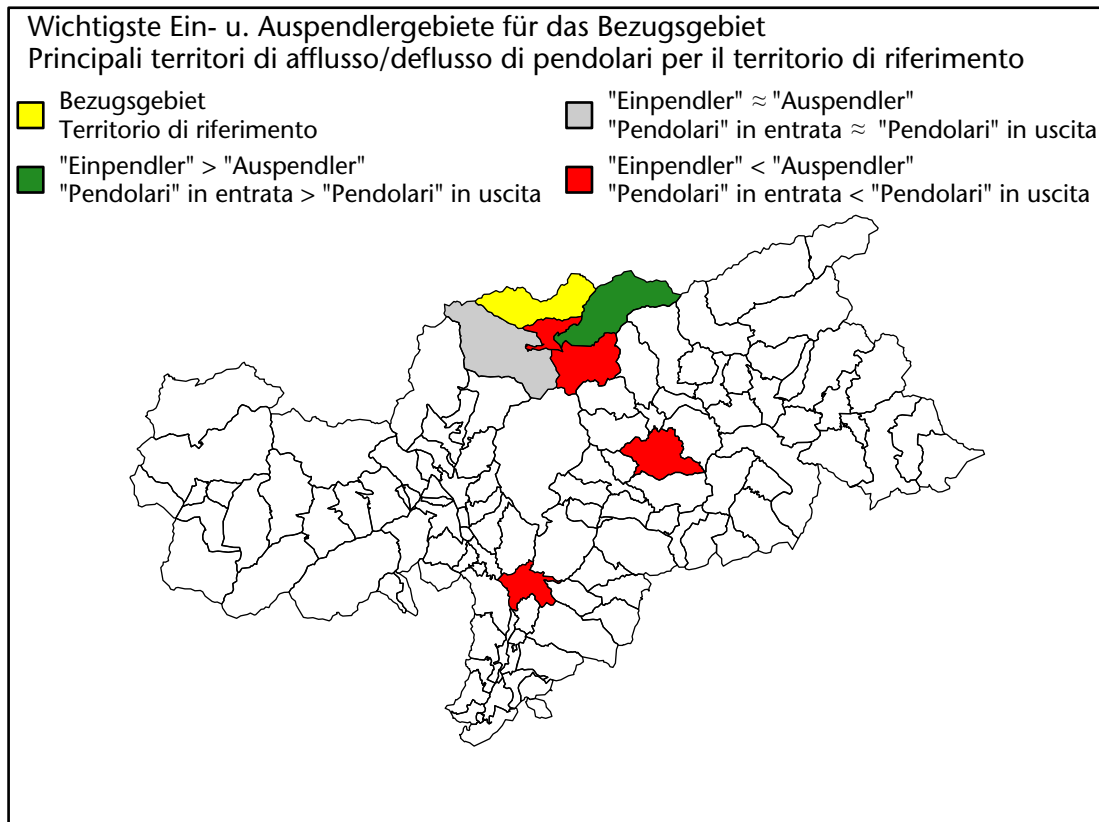 Wichtigste Ein- u. Auspendlergebiete für das Bezugsgebiet
Principali territori di afflusso/deflusso di pendolari per il territorio di riferimento
Bezugsgebiet
Territorio di riferimento
"Einpendler" > "Auspendler"
"Pendolari" in entrata > "Pendolari" in uscita
"Einpendler" ≈ "Auspendler"
"Pendolari" in entrata ≈ "Pendolari" in uscita
"Einpendler" < "Auspendler"
"Pendolari" in entrata < "Pendolari" in uscita